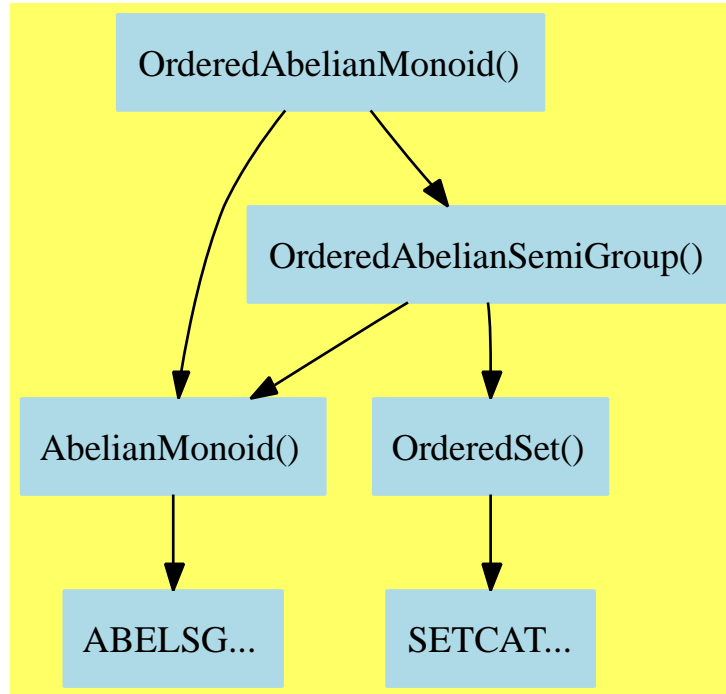 OrderedAbelianMonoid()
OrderedAbelianSemiGroup()
AbelianMonoid()
OrderedSet()
ABELSG...
SETCAT...